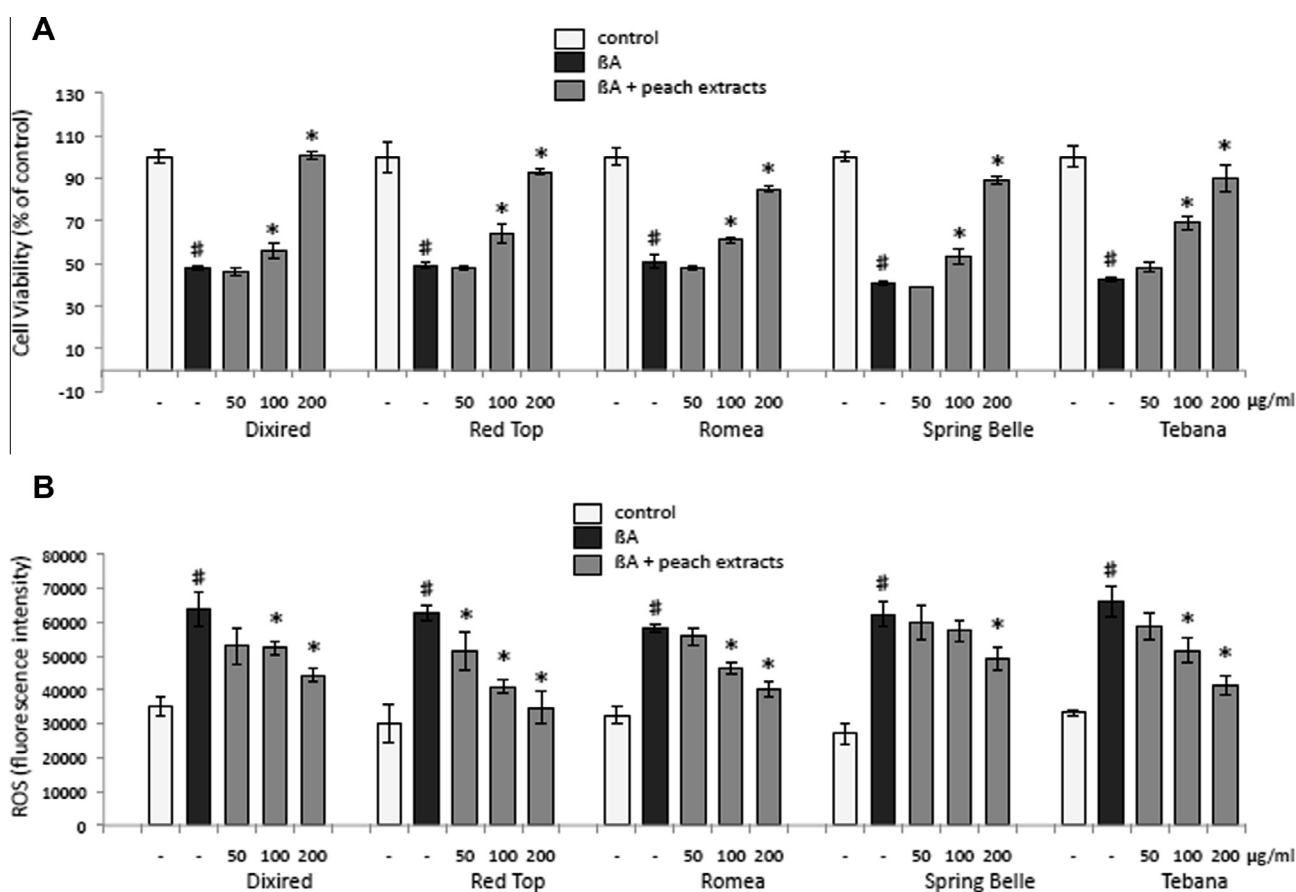 A
control
ßA
ßA + peach extracts
Cell Viability (% of control)
130
110
90
70
50
30
10
-10
# * *
# * *
# * *
# * *
# * *
- - 50 100 200 - - 50 100 200 - - 50 100 200 - - 50 100 200 - - 50 100 200 µg/ml
Dixired Red Top Romea Spring Belle Tebana
B
control
ßA
ßA + peach extracts
ROS (fluorescence intensity)
80000
70000
60000
50000
40000
30000
20000
10000
0
# * *
# * * *
# * *
# *
# * *
- - 50 100 200 - - 50 100 200 - - 50 100 200 - - 50 100 200 - - 50 100 200 µg/ml
Dixired Red Top Romea Spring Belle Tebana